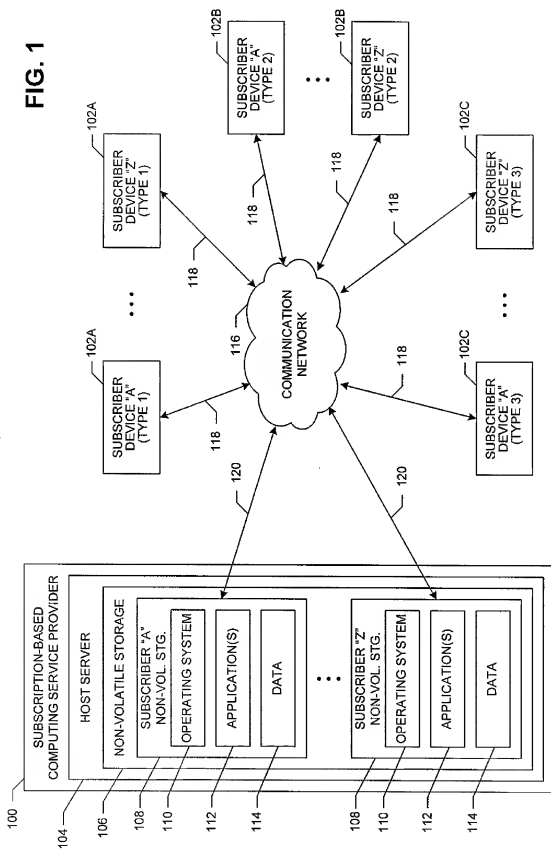 FIG. 1
SUBSCRIPTION-BASED
COMPUTING SERVICE PROVIDER
HOST SERVER
NON-VOLATILE STORAGE
SUBSCRIBER "A"
NON-VOL. STG.
OPERATING SYSTEM
APPLICATION(S)
DATA
SUBSCRIBER "Z"
NON-VOL. STG.
OPERATING SYSTEM
APPLICATION(S)
DATA
100
104
106
108
110
112
114
108
110
112
114
120
120
COMMUNICATION
NETWORK
116
118
118
118
118
118
118
102A
SUBSCRIBER
DEVICE "A"
(TYPE 1)
102A
SUBSCRIBER
DEVICE "Z"
(TYPE 1)
102B
SUBSCRIBER
DEVICE "A"
(TYPE 2)
102B
SUBSCRIBER
DEVICE "Z"
(TYPE 2)
102C
SUBSCRIBER
DEVICE "A"
(TYPE 3)
102C
SUBSCRIBER
DEVICE "Z"
(TYPE 3)